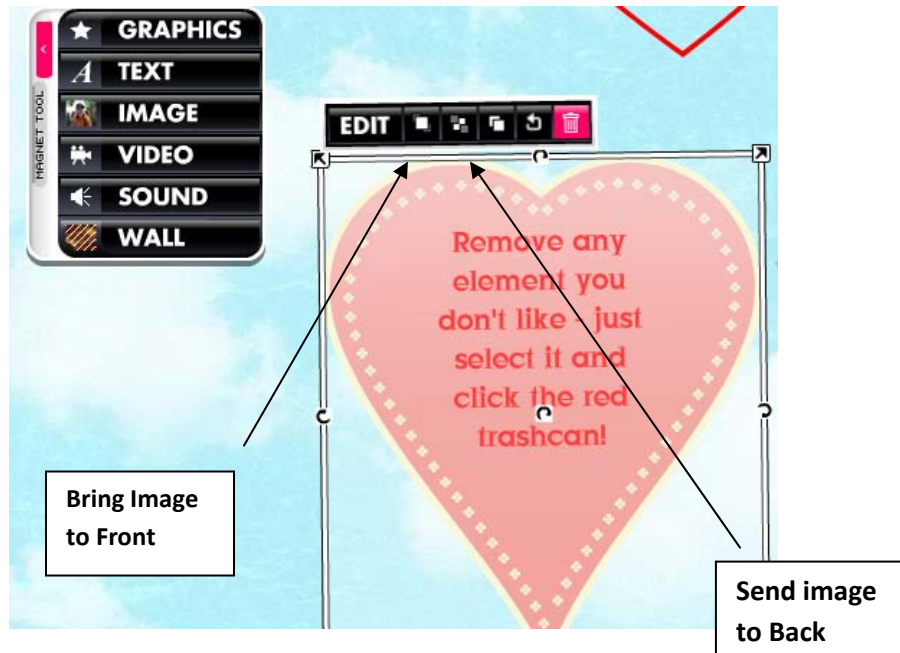 GRAPHICS
TEXT
IMAGE
VIDEO
SOUND
WALL
MAGNET TOOL
EDIT
Remove any
element you
don't like - just
select it and
click the red
trashcan!
Bring Image
to Front
Send image
to Back